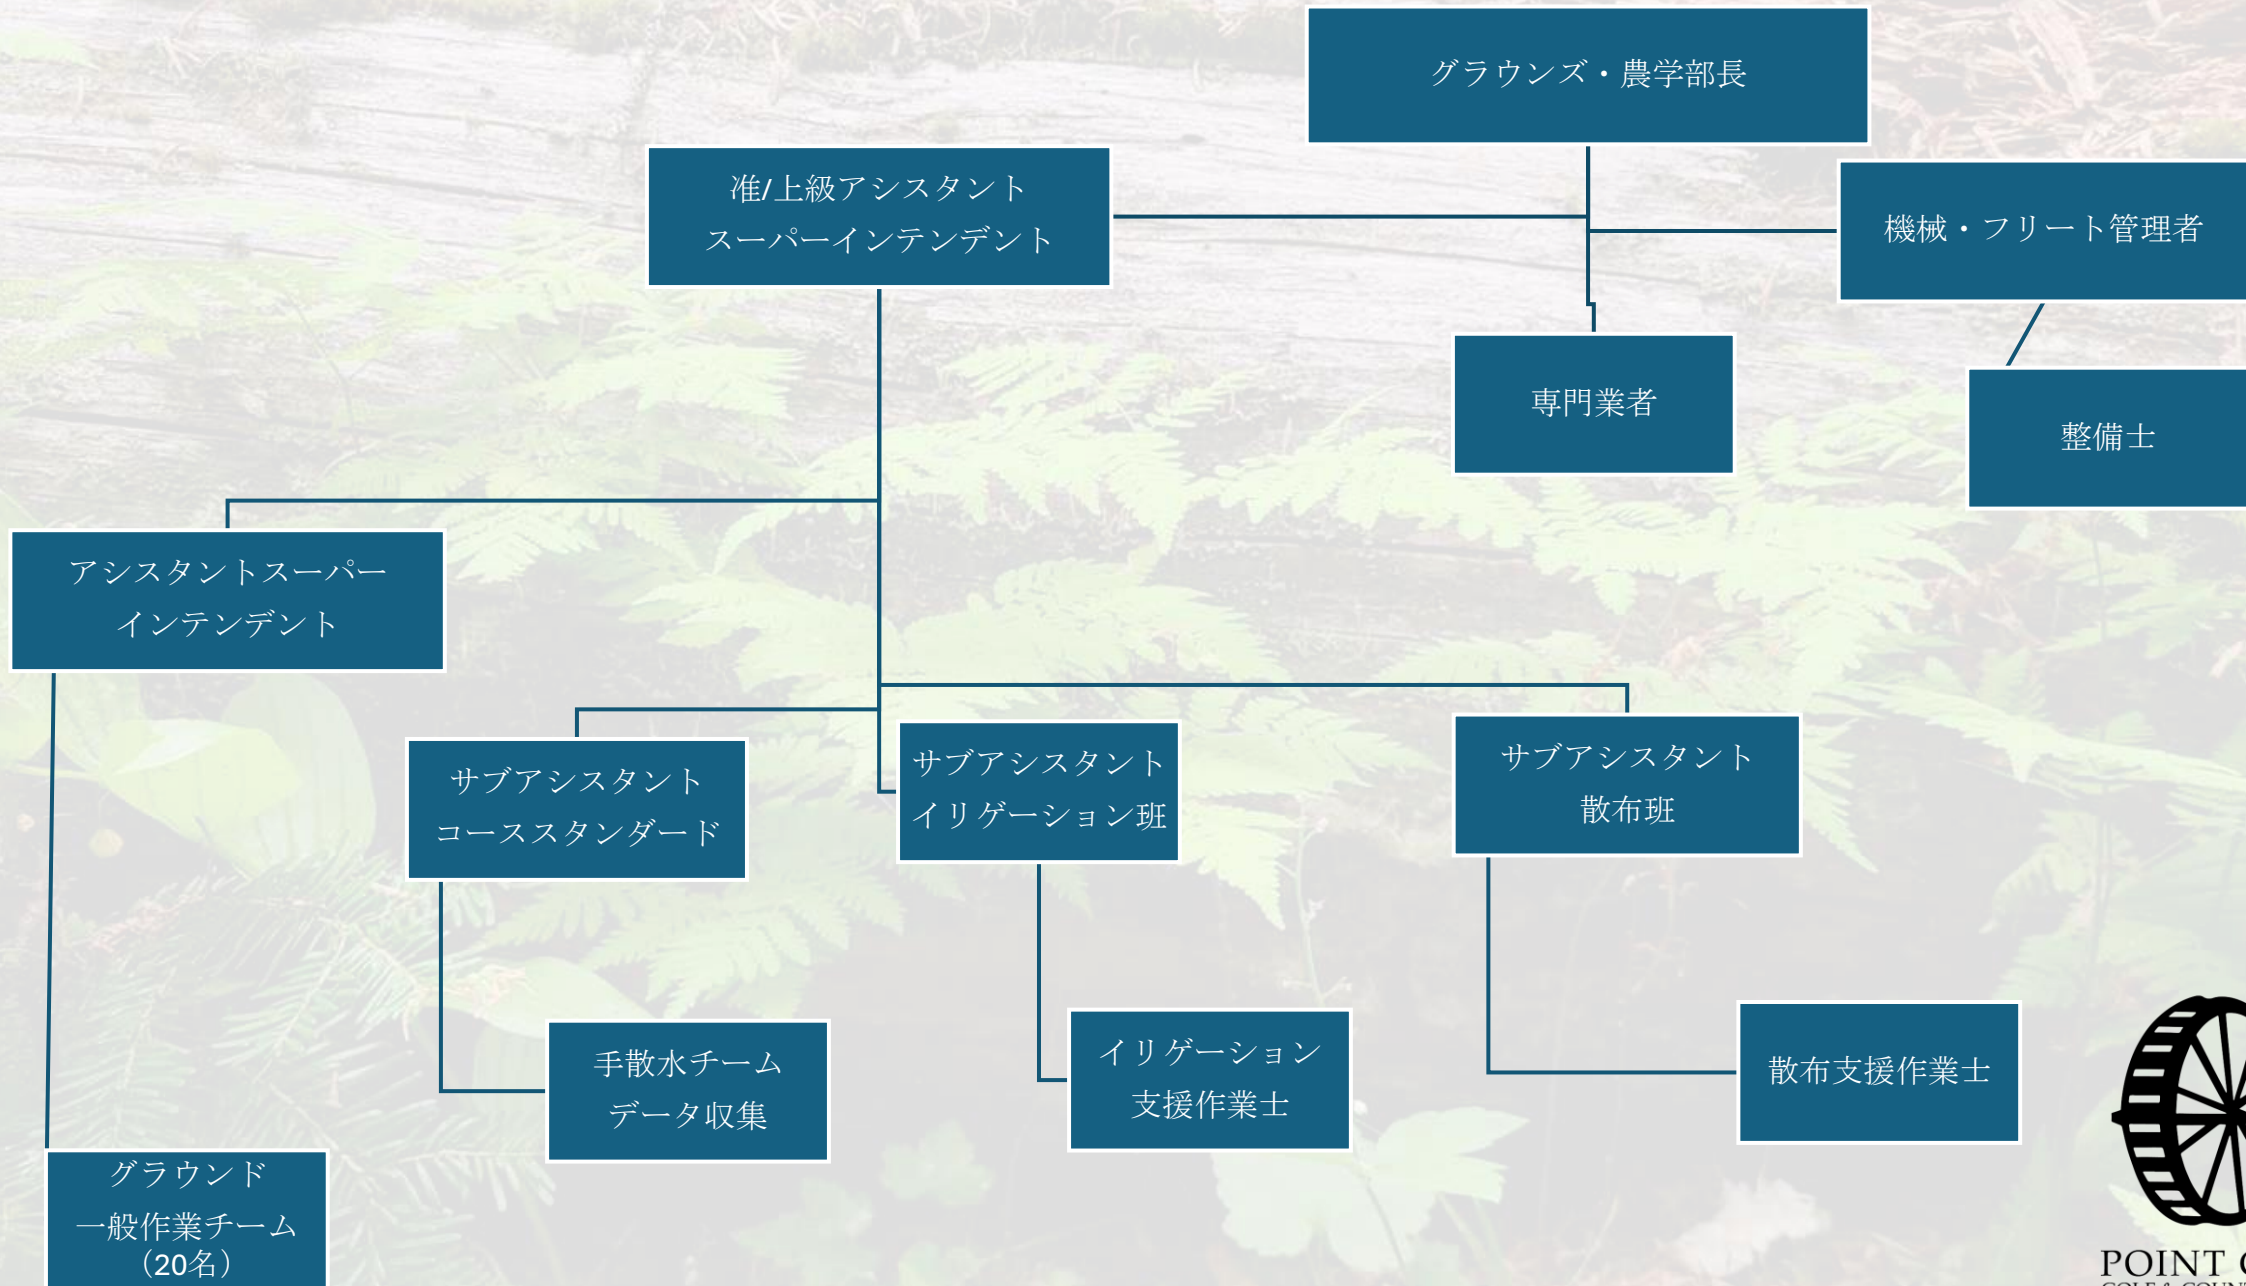 グラウンズ・農学部長
准/上級アシスタント
スーパーインテンデント
機械・フリート管理者
専門業者
整備士
アシスタントスーパー
インテンデント
サブアシスタント
コーススタンダード
サブアシスタント
イリゲーション班
サブアシスタント
散布班
手散水チーム
データ収集
イリゲーション
支援作業士
散布支援作業士
グラウンド
一般作業チーム
（20名）
POINT